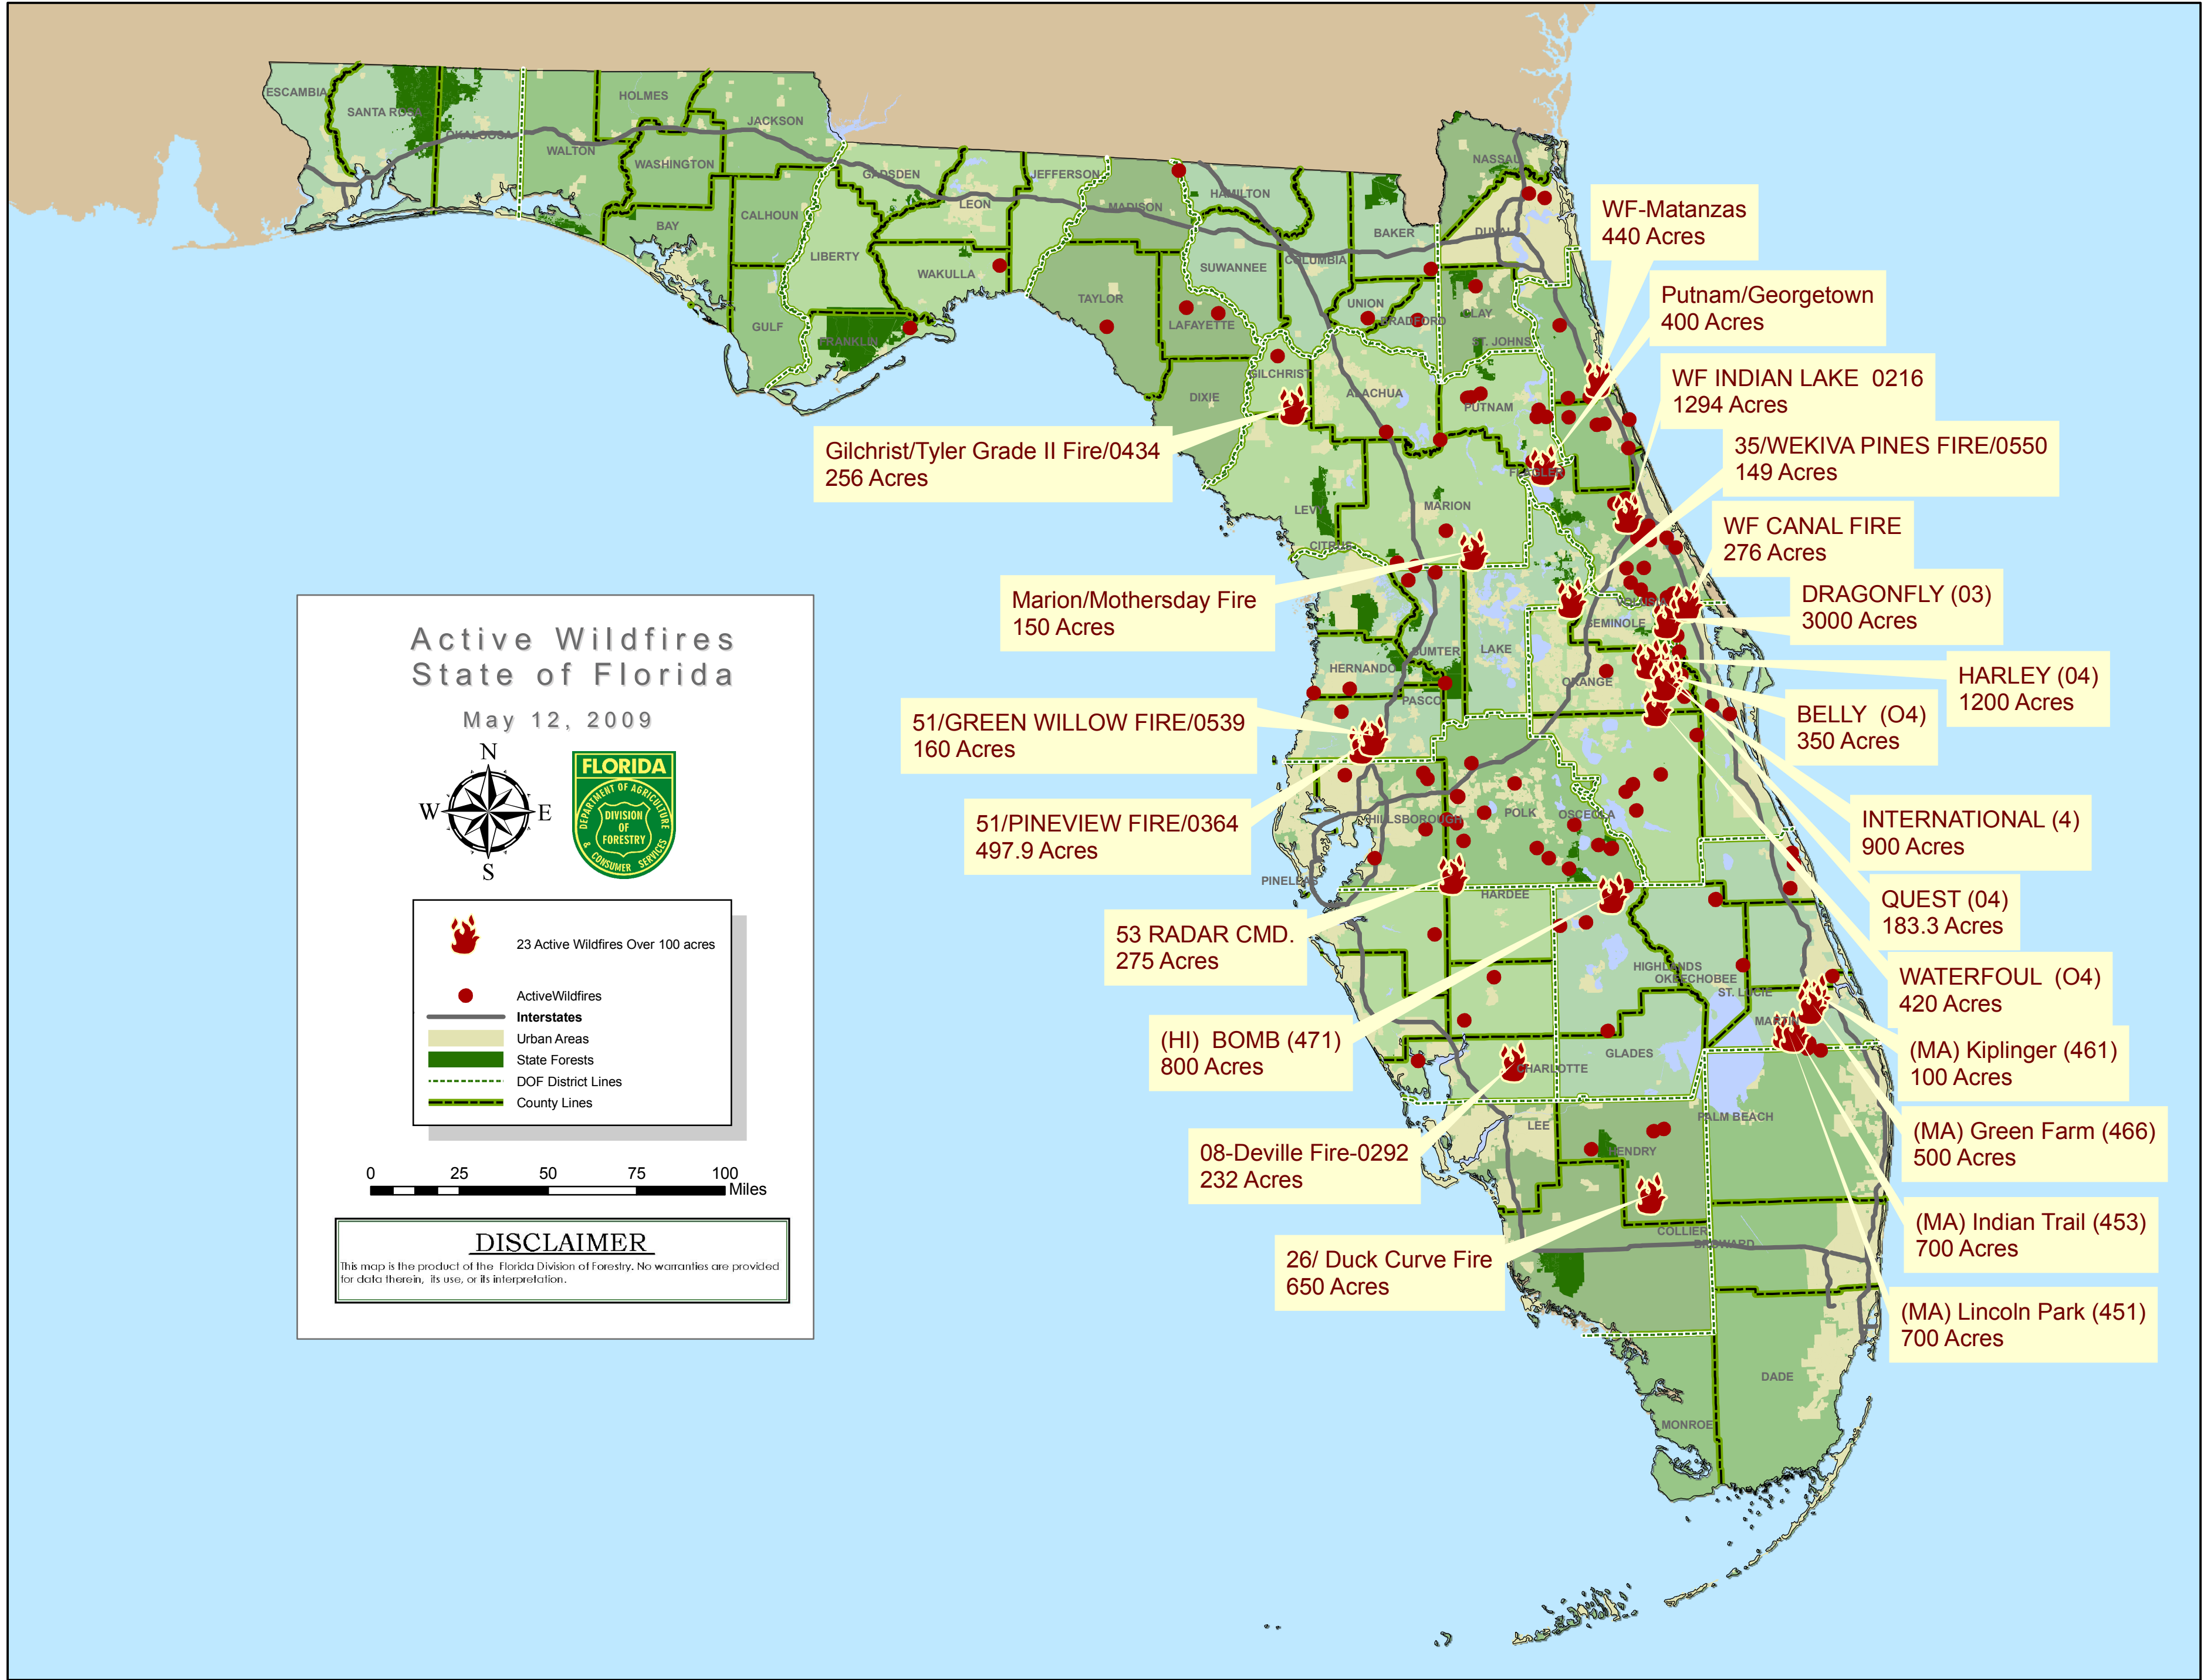 ESCAMBIA
SANTA ROSA
OKALOOSA
WALTON
HOLMES
WASHINGTON
JACKSON
BAY
CALHOUN
GULF
LIBERTY
GADSDEN
LEON
WAKULLA
FRANKLIN
JEFFERSON
MADISON
TAYLOR
HAMILTON
SUWANNEE
LAFAYETTE
DIXIE
COLUMBIA
BAKER
UNION
BRADFORD
NASSAU
DUVAL
CLAY
ST. JOHNS
GILCHRIST
ALACHUA
PUTNAM
FLAGLER
LEVY
MARION
CITRUS
VOLUSIA
SEMINOLE
LAKE
SUMTER
HERNANDO
PASCO
ORANGE
HILLSBOROUGH
POLK
OSCEOLA
PINELLAS
HARDEE
HIGHLANDS
OKEECHOBEE
ST. LUCIE
MARTIN
GLADES
CHARLOTTE
LEE
HENDRY
PALM BEACH
COLLIER
BROWARD
DADE
MONROE
WF-Matanzas
440 Acres
Putnam/Georgetown
400 Acres
WF INDIAN LAKE 0216
1294 Acres
35/WEKIVA PINES FIRE/0550
149 Acres
WF CANAL FIRE
276 Acres
DRAGONFLY (03)
3000 Acres
HARLEY (04)
1200 Acres
BELLY (O4)
350 Acres
INTERNATIONAL (4)
900 Acres
QUEST (04)
183.3 Acres
WATERFOUL (O4)
420 Acres
(MA) Kiplinger (461)
100 Acres
(MA) Green Farm (466)
500 Acres
(MA) Indian Trail (453)
700 Acres
(MA) Lincoln Park (451)
700 Acres
Gilchrist/Tyler Grade II Fire/0434
256 Acres
Marion/Mothersday Fire
150 Acres
51/GREEN WILLOW FIRE/0539
160 Acres
51/PINEVIEW FIRE/0364
497.9 Acres
53 RADAR CMD.
275 Acres
(HI) BOMB (471)
800 Acres
08-Deville Fire-0292
232 Acres
26/ Duck Curve Fire
650 Acres
Active Wildfires
State of Florida
May 12, 2009
N
W E
S
FLORIDA
DEPARTMENT OF AGRICULTURE
& CONSUMER SERVICES
DIVISION
OF
FORESTRY
23 Active Wildfires Over 100 acres
ActiveWildfires
Interstates
Urban Areas
State Forests
DOF District Lines
County Lines
0 25 50 75 100
Miles
DISCLAIMER
This map is the product of the Florida Division of Forestry. No warranties are provided
for data therein, its use, or its interpretation.